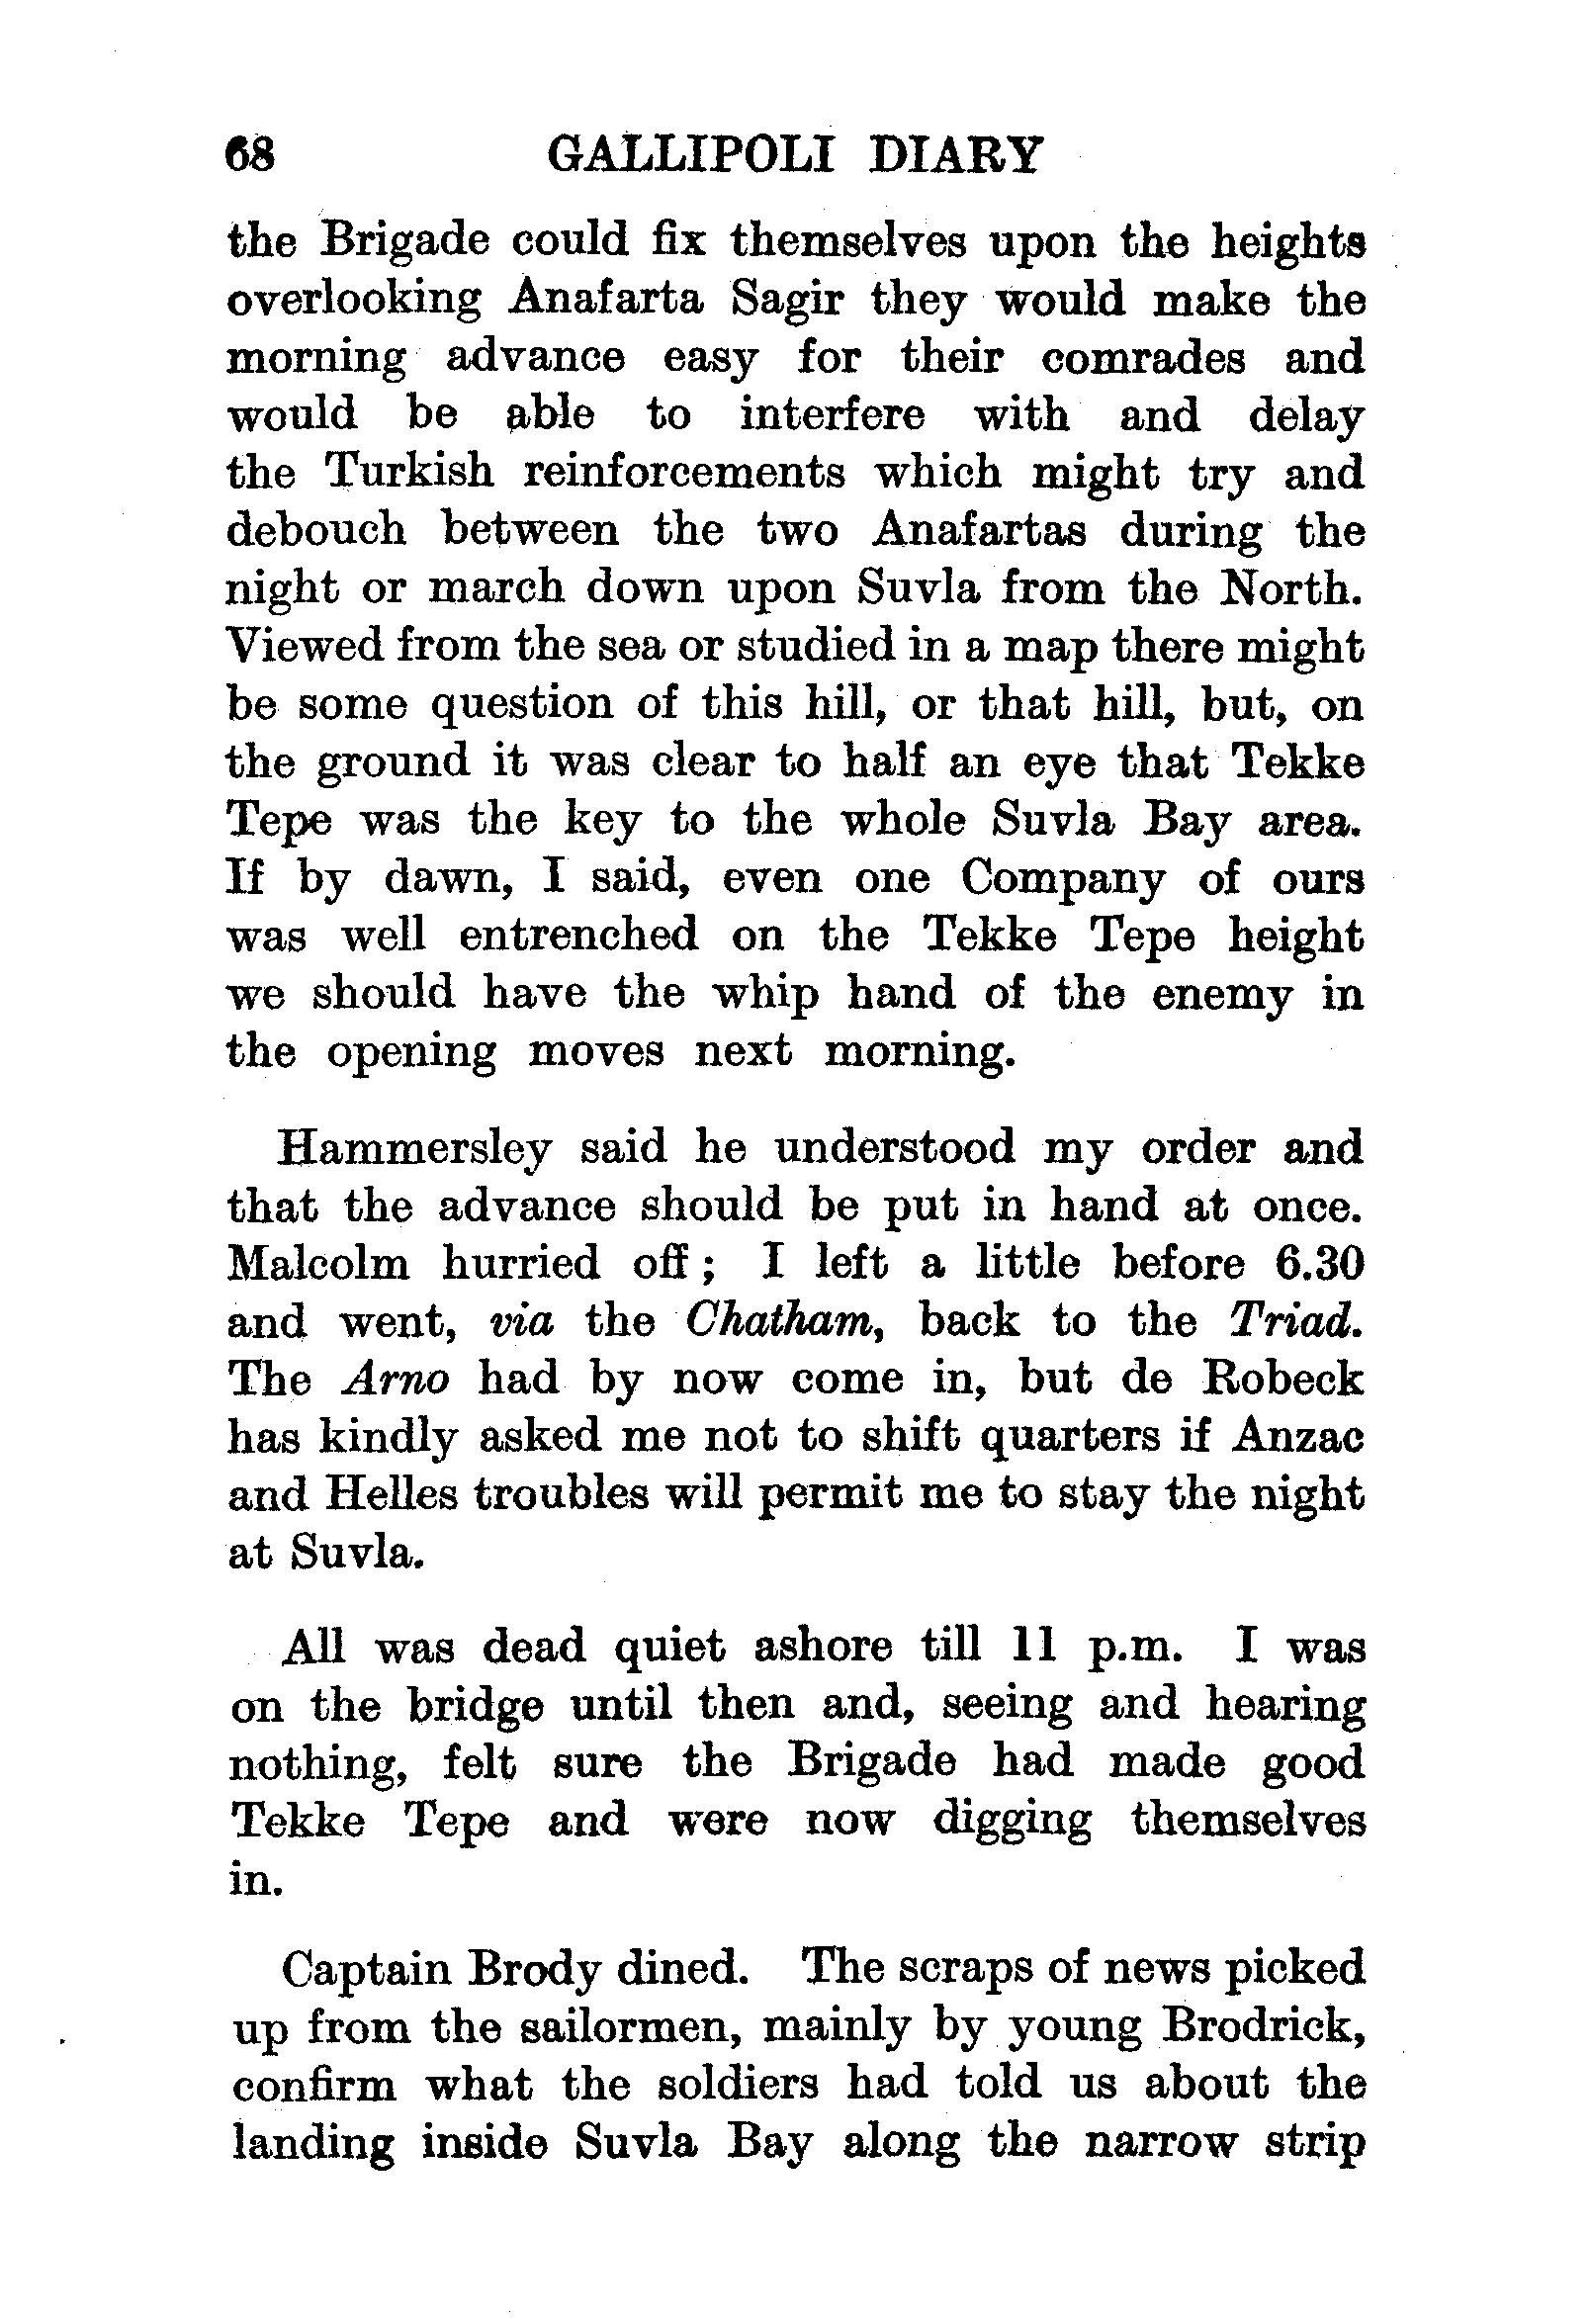 68 GALLIPOLI DIARY
the Brigade could fix themselves upon the heights
overlooking Anafarta Sagir they would make the
morning advance easy for their comrades and
would be able to interfere with and delay
the Turkish reinforcements which might try and
debouch between the two Anafartas during the
night or march down upon Suvla from the North.
Viewed from the sea or studied in a map there might
be some question of this hill, or that hill, but, on
the ground it was clear to half an eye that Tekke
Tepe was the key to the whole Suvla Bay area.
If by dawn, I said, even one Company of ours
was well entrenched on the Tekke Tepe height
we should have the whip hand of the enemy in
the opening moves next morning.
Hammersley said he understood my order and
that the advance should be put in hand at once.
Malcolm hurried off ; I left a little before 6.30
and went, via the Chatham, back to the Triad.
The Arno had by now come in, but de Robeck
has kindly asked me not to shift quarters if Anzac
and Helles troubles will permit me to stay the night
at Suvla.
All was dead quiet ashore till 11 p.m. I was
on the bridge until then and, seeing and hearing
nothing, felt sure the Brigade had made good
Tekke Tepe and were now digging themselves
in.
Captain Brody dined. The scraps of news picked
up from the sailormen, mainly by young Brodrick,
confirm what the soldiers had told us about the
landing inside Suvla Bay along the narrow strip